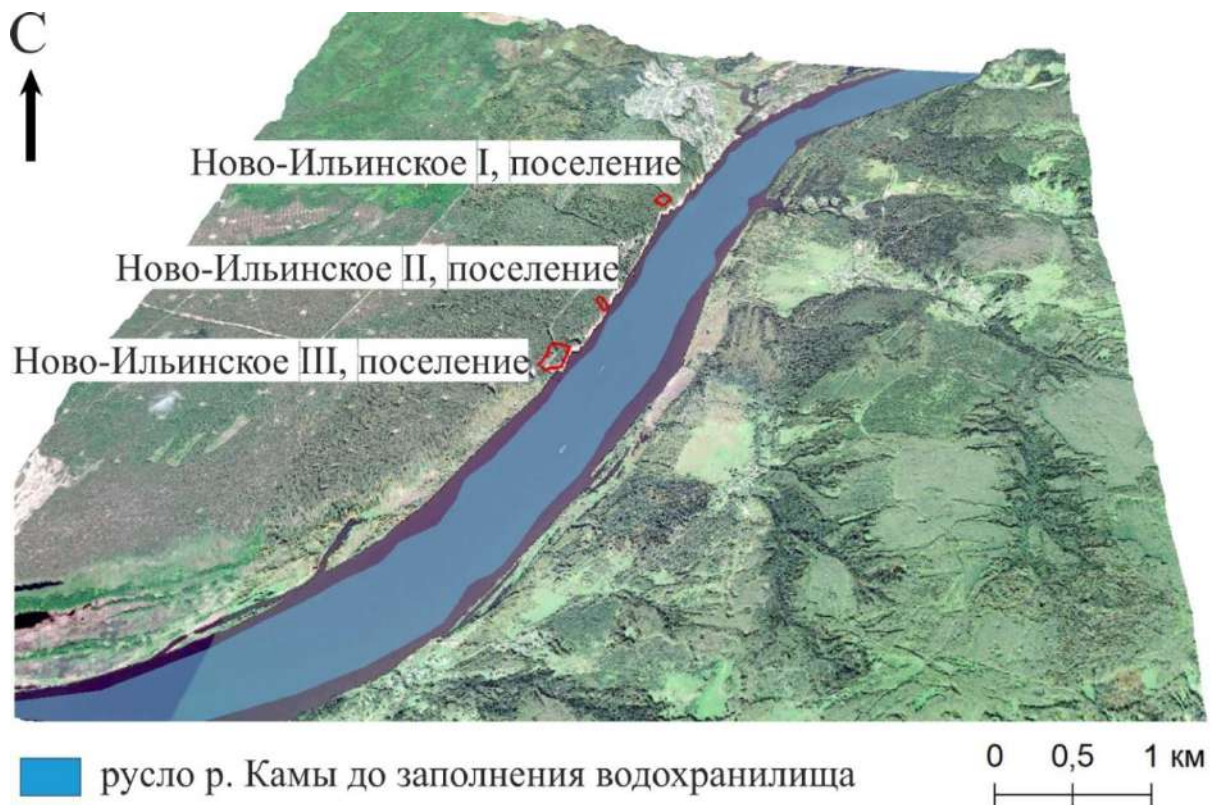 С
Ново-Ильинское I, поселение
Ново-Ильинское II, поселение
Ново-Ильинское III, поселение
русло р. Камы до заполнения водохранилища
0 0,5 1 км